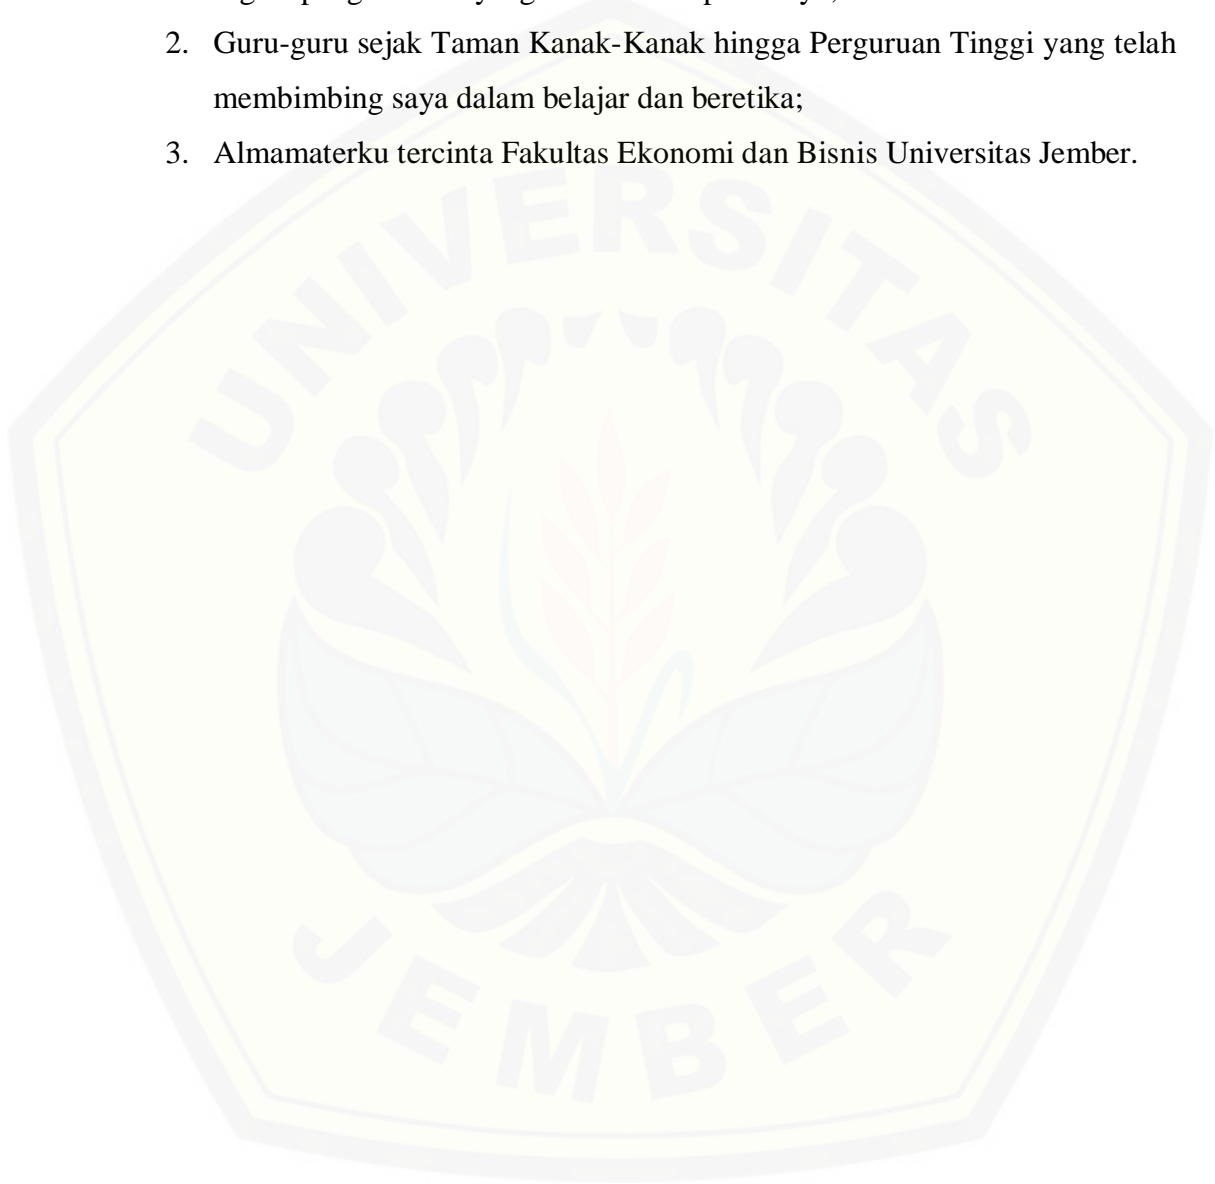 2. Guru-guru sejak Taman Kanak-Kanak hingga Perguruan Tinggi yang telah
membimbing saya dalam belajar dan beretika;
3. Almamaterku tercinta Fakultas Ekonomi dan Bisnis Universitas Jember.
UNIVERSITAS
JEMBER